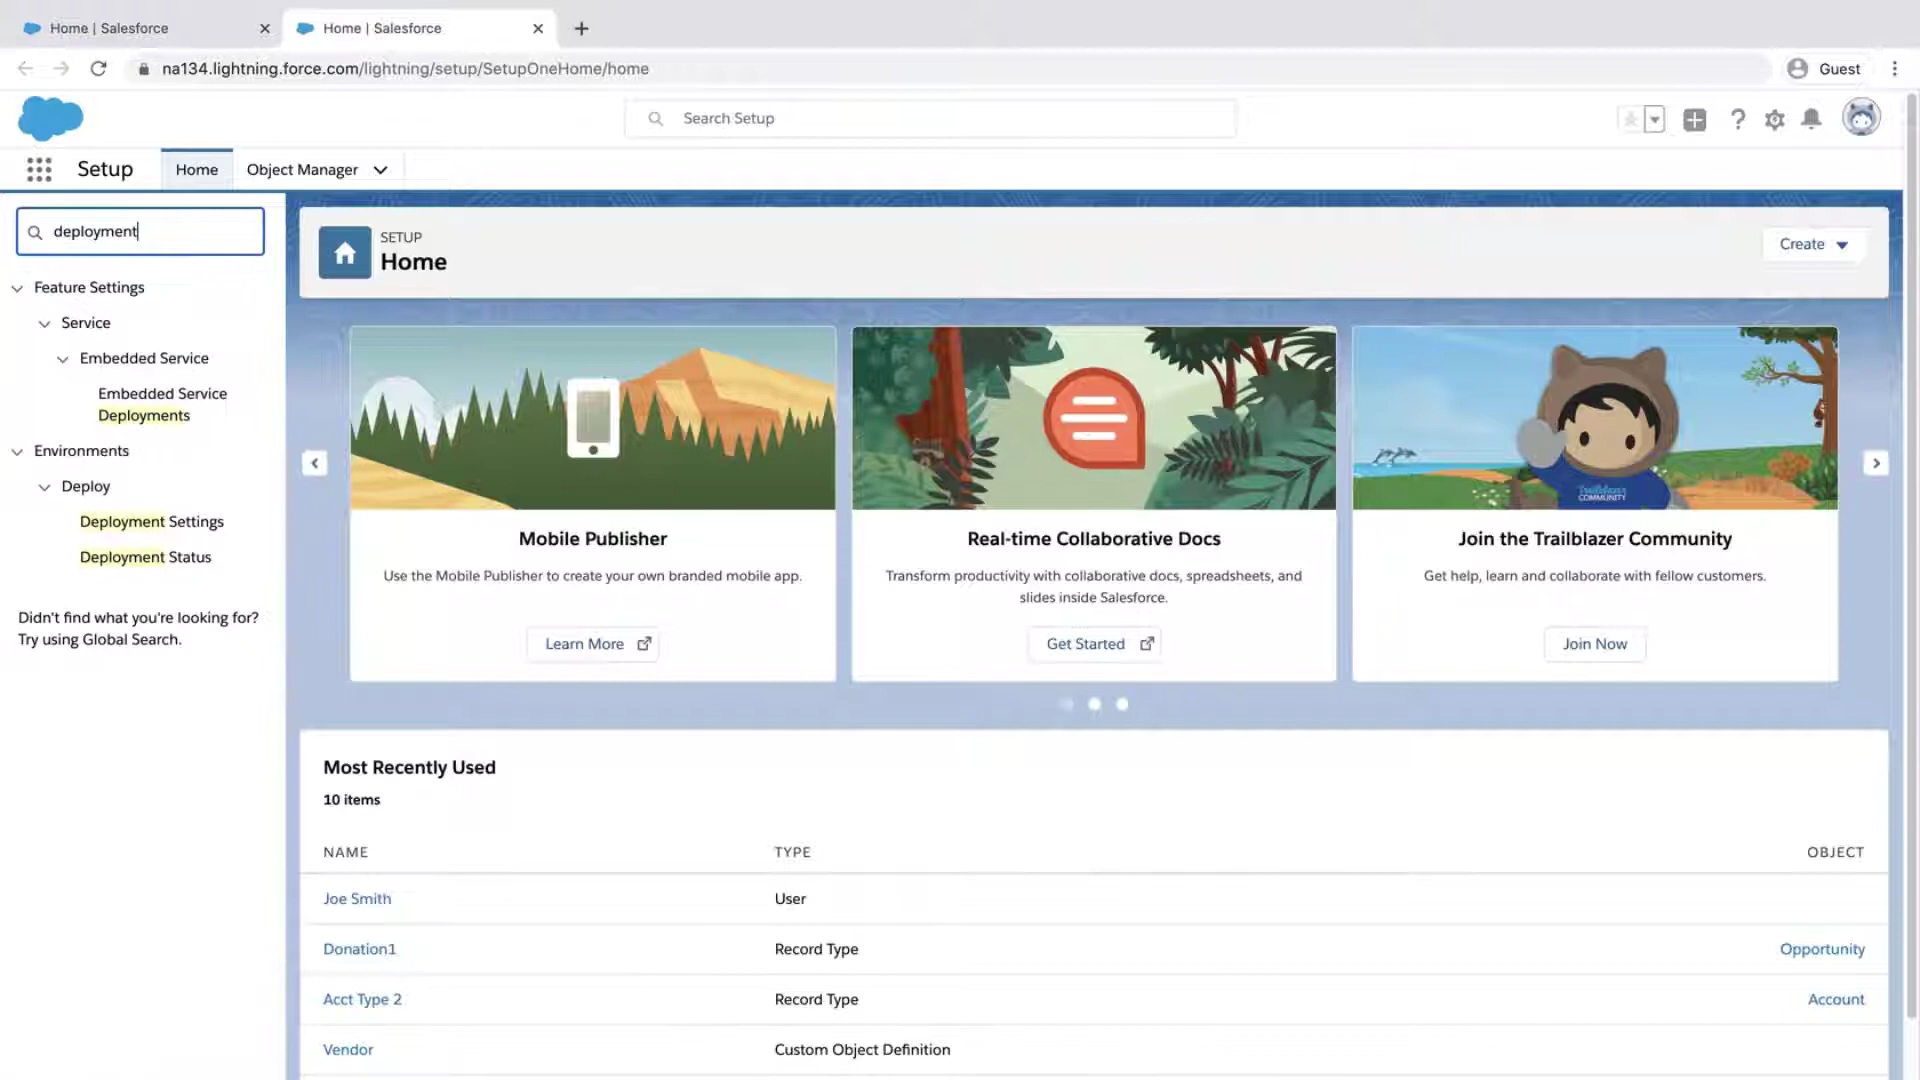 Home | Salesforce
Home | Salesforce
na134.lightning.force.com/lightning/setup/SetupOneHome/home
Guest
Search Setup
Setup
Home
Object Manager
deployment
Feature Settings
Service
Embedded Service
Embedded Service
Deployments
Environments
Deploy
Deployment Settings
Deployment Status
Didn't find what you're looking for?
Try using Global Search.
SETUP
Home
Create
Mobile Publisher
Use the Mobile Publisher to create your own branded mobile app.
Learn More
Real-time Collaborative Docs
Transform productivity with collaborative docs, spreadsheets, and
slides inside Salesforce.
Get Started
Trailblazer
COMMUNITY
Join the Trailblazer Community
Get help, learn and collaborate with fellow customers.
Join Now
Most Recently Used
10 items
NAME TYPE OBJECT
Joe Smith User
Donation1 Record Type Opportunity
Acct Type 2 Record Type Account
Vendor Custom Object Definition